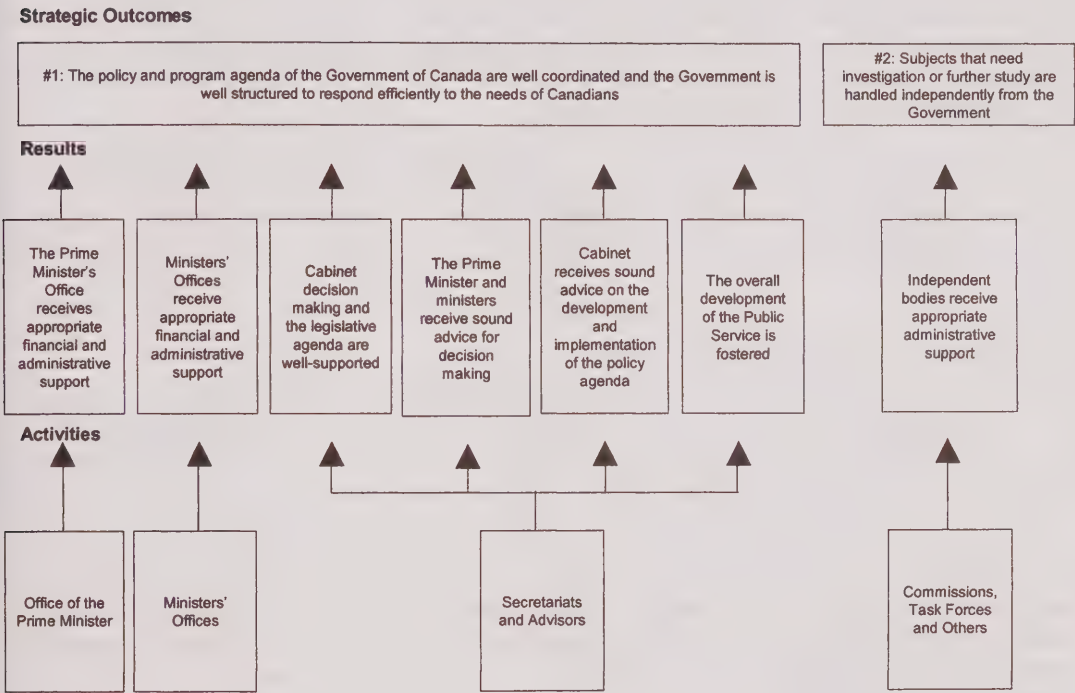 Strategic Outcomes
#1: The policy and program agenda of the Government of Canada are well coordinated and the Government is
well structured to respond efficiently to the needs of Canadians
#2: Subjects that need
investigation or further study are
handled independently from the
Government
Results
The Prime
Minister's
Office
receives
appropriate
financial and
administrative
support
Ministers'
Offices
receive
appropriate
financial and
administrative
support
Cabinet
decision
making and
the legislative
agenda are
well-supported
The Prime
Minister and
ministers
receive sound
advice for
decision
making
Cabinet
receives sound
advice on the
development
and
implementation
of the policy
agenda
The overall
development
of the Public
Service is
fostered
Independent
bodies receive
appropriate
administrative
support
Activities
Office of the
Prime Minister
Ministers'
Offices
Secretariats
and Advisors
Commissions,
Task Forces
and Others